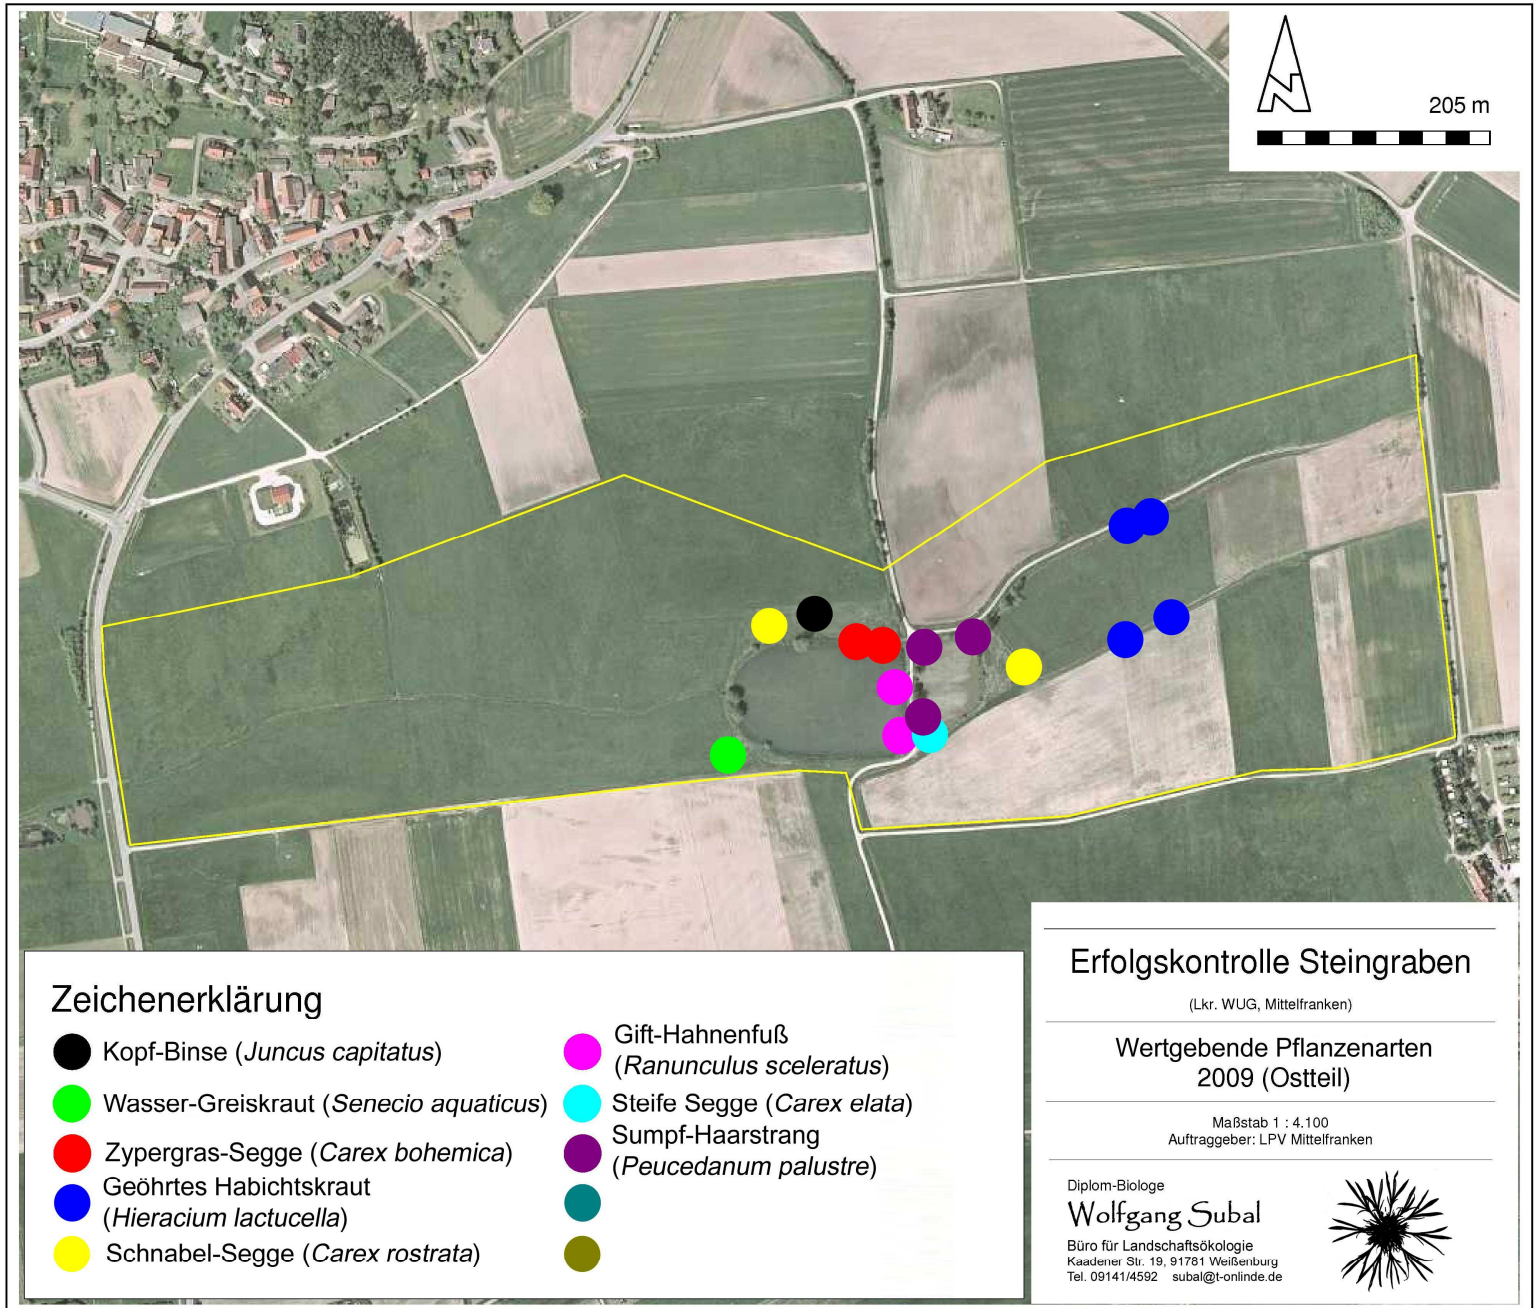 N
205 m
Zeichenerklärung
Kopf-Binse (Juncus capitatus)
Wasser-Greiskraut (Senecio aquaticus)
Zypergras-Segge (Carex bohemica)
Geöhrtes Habichtskraut
(Hieracium lactucella)
Schnabel-Segge (Carex rostrata)
Gift-Hahnenfuß
(Ranunculus sceleratus)
Steife Segge (Carex elata)
Sumpf-Haarstrang
(Peucedanum palustre)
Erfolgskontrolle Steingraben
(Lkr. WUG, Mittelfranken)
Wertgebende Pflanzenarten
2009 (Ostteil)
Maßstab 1 : 4.100
Auftraggeber: LPV Mittelfranken
Diplom-Biologe
Wolfgang Subal
Büro für Landschaftsökologie
Kaadener Str. 19, 91781 Weißenburg
Tel. 09141/4592 subal@t-onlinde.de